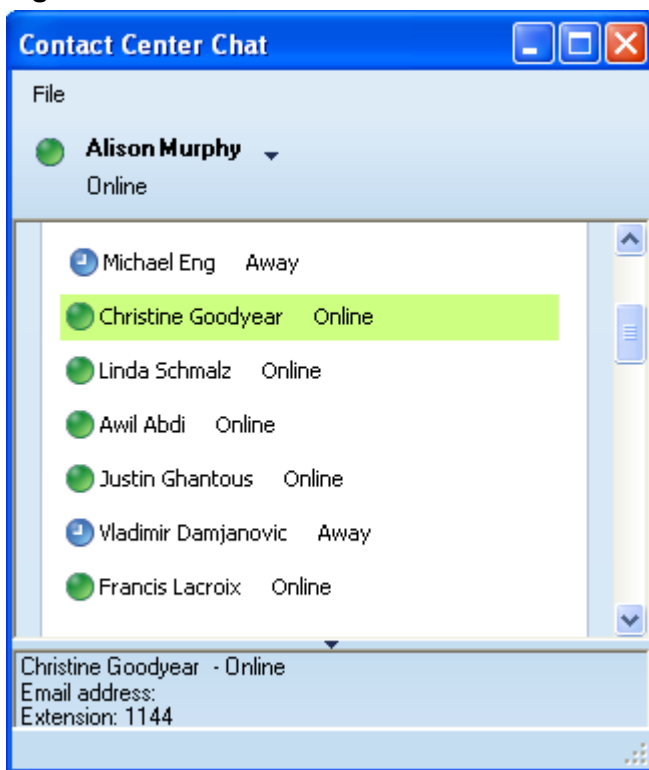 Contact Center Chat
File
Alison Murphy
Online
Michael Eng Away
Christine Goodyear Online
Linda Schmalz Online
Awil Abdi Online
Justin Ghantous Online
Vladimir Damjanovic Away
Francis Lacroix Online
Christine Goodyear - Online
Email address:
Extension: 1144